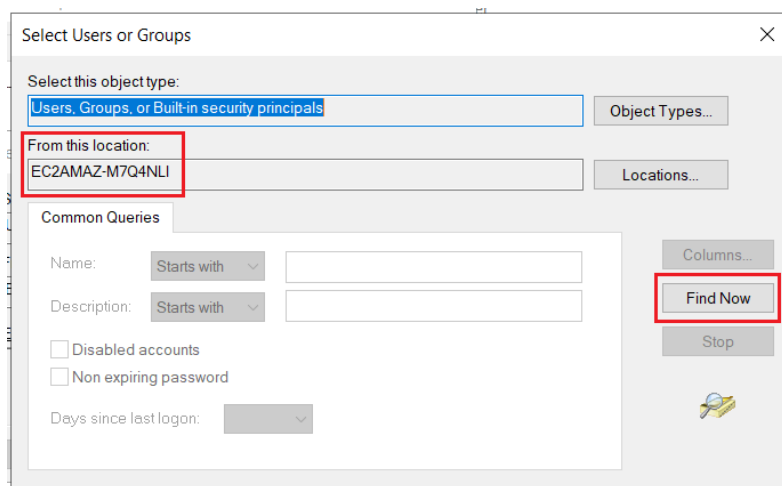 Select Users or Groups
Select this object type:
Users, Groups, or Built-in security principals
Object Types...
From this location:
EC2AMAZ-M7Q4NLI
Locations...
Common Queries
Name:
Starts with
Columns...
Description:
Starts with
Find Now
Disabled accounts
Stop
Non expiring password
Days since last logon: